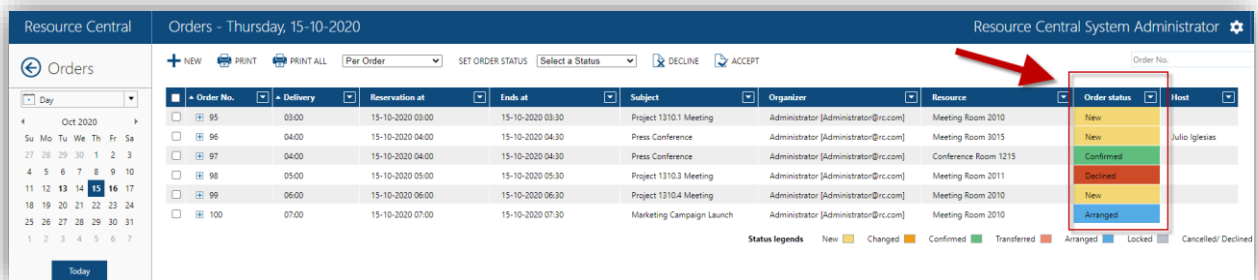 Resource Central Orders - Thursday, 15-10-2020 Resource Central System Administrator
Orders
NEW PRINT PRINT ALL Per Order SET ORDER STATUS Select a Status DECLINE ACCEPT Order No.
Day
Oct 2020
Su Mo Tu We Th Fr Sa
27 28 29 30 1 2 3
4 5 6 7 8 9 10
11 12 13 14 15 16 17
18 19 20 21 22 23 24
25 26 27 28 29 30 31
1 2 3 4 5 6 7
Today
Order No. Delivery Reservation at Ends at Subject Organizer Resource Order status Host
95 03:00 15-10-2020 03:00 15-10-2020 03:30 Project 1310.1 Meeting Administrator [Administrator@rc.com] Meeting Room 2010 New
96 04:00 15-10-2020 04:00 15-10-2020 04:30 Press Conference Administrator [Administrator@rc.com] Meeting Room 3015 New Julio Iglesias
97 04:00 15-10-2020 04:00 15-10-2020 04:30 Press Conference Administrator [Administrator@rc.com] Conference Room 1215 Confirmed
98 05:00 15-10-2020 05:00 15-10-2020 05:30 Project 1310.3 Meeting Administrator [Administrator@rc.com] Meeting Room 2011 Declined
99 06:00 15-10-2020 06:00 15-10-2020 06:30 Project 1310.4 Meeting Administrator [Administrator@rc.com] Meeting Room 2010 New
100 07:00 15-10-2020 07:00 15-10-2020 07:30 Marketing Campaign Launch Administrator [Administrator@rc.com] Meeting Room 2010 Arranged
Status legends New Changed Confirmed Transferred Arranged Locked Cancelled/ Declined